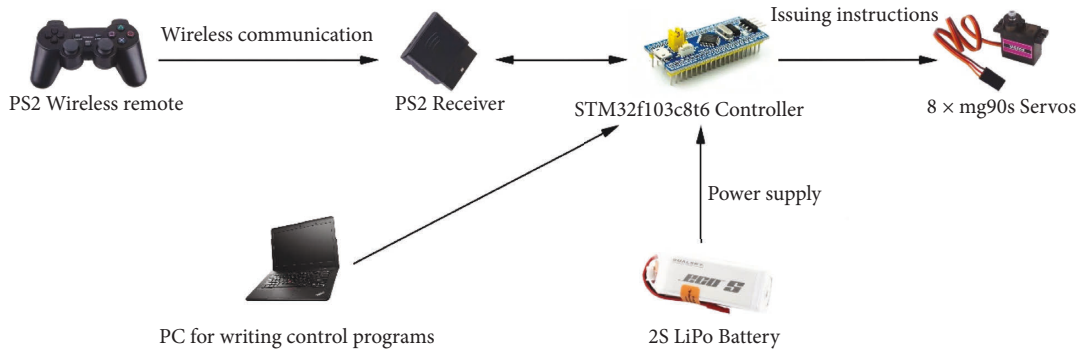 Issuing instructions
Wireless communication
PS2 Wireless remote
PS2 Receiver
STM32f103c8t6 Controller
8 × mg90s Servos
Power supply
eco S
PC for writing control programs
2S LiPo Battery